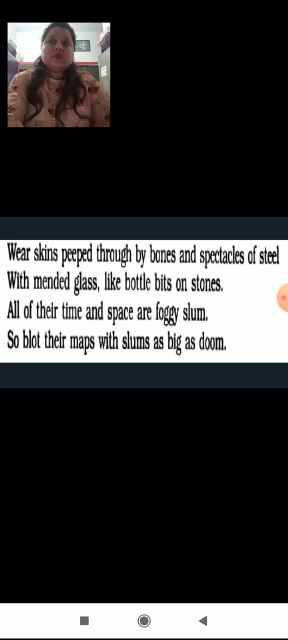 Wear skins peeped through by bones and spectacles of steel
With mended glass, like bottle bits on stones.
All of their time and space are foggy slum.
So blot their maps with slums as big as doom.